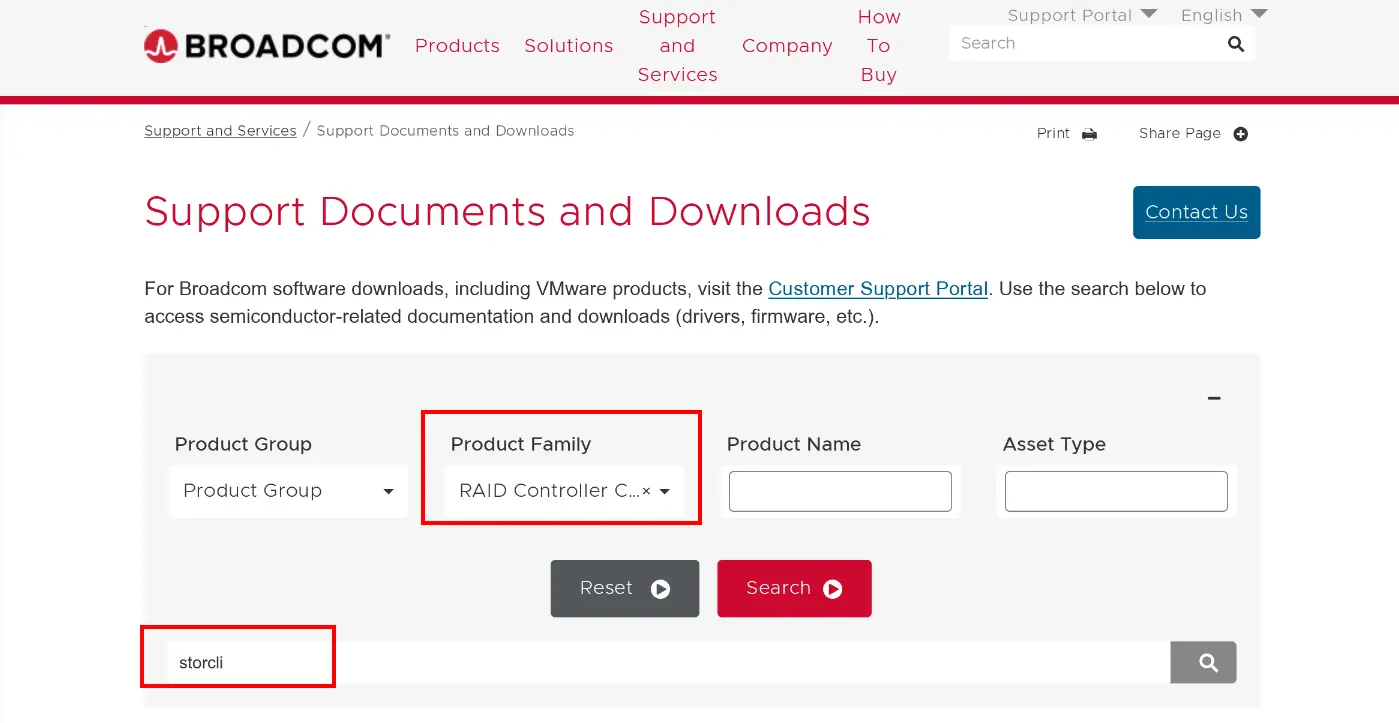 Support Portal English
BROADCOM®
Products
Solutions
Support
and
Services
Company
How
To
Buy
Search
Support and Services / Support Documents and Downloads
Print
Share Page
Support Documents and Downloads
Contact Us
For Broadcom software downloads, including VMware products, visit the Customer Support Portal. Use the search below to
access semiconductor-related documentation and downloads (drivers, firmware, etc.).
Product Group
Product Family
Product Name
Asset Type
Product Group
RAID Controller C...×
Reset
Search
storcli